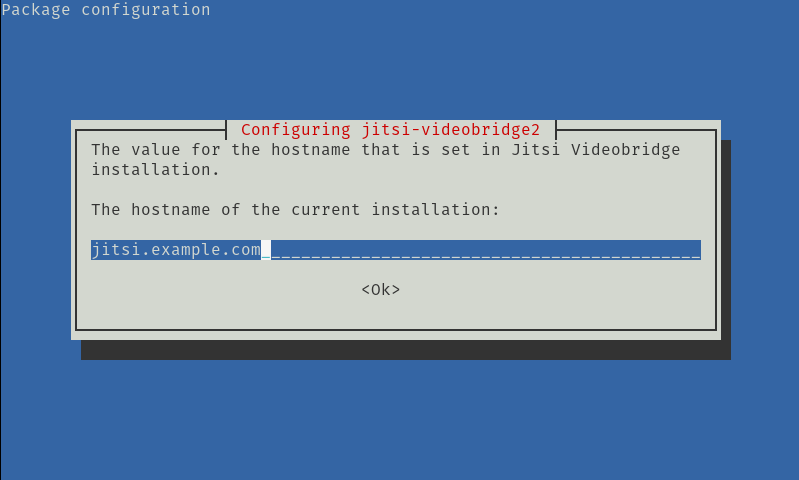 Package configuration
Configuring jitsi-videobridge2
The value for the hostname that is set in Jitsi Videobridge
installation.
The hostname of the current installation:
jitsi.example.com____________________________________________
<Ok>